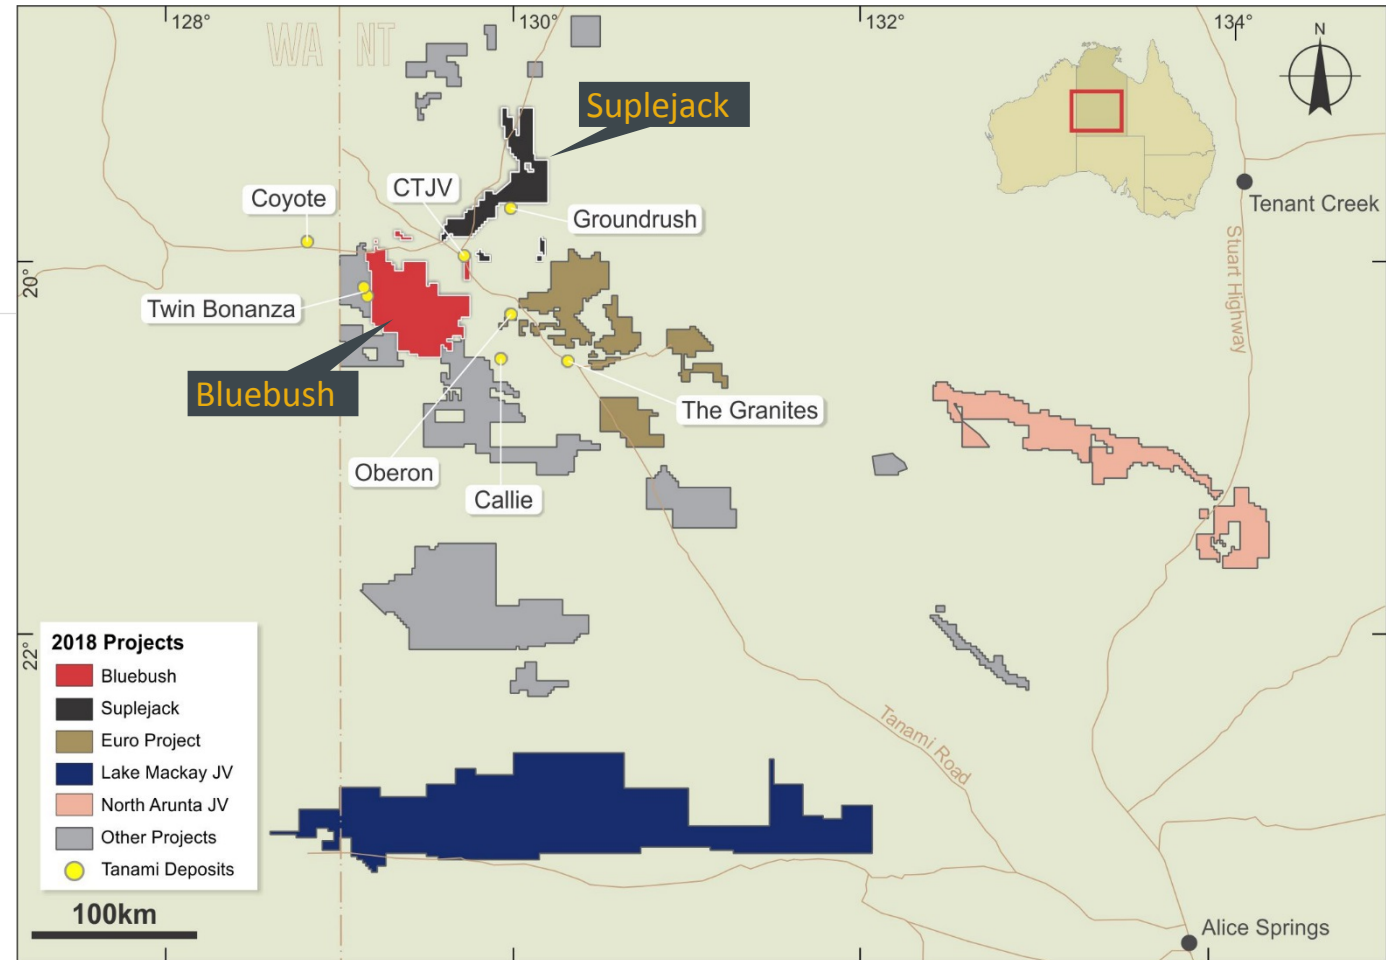 128°
130°
132°
134°
WA NT
N
Suplejack
Tenant Creek
CTJV
Coyote
Groundrush
Stuart Highway
20°
Twin Bonanza
Bluebush
The Granites
Oberon
Callie
22°
2018 Projects
Bluebush
Suplejack
Euro Project
Lake Mackay JV
North Arunta JV
Other Projects
Tanami Deposits
Tanami Road
100km
Alice Springs